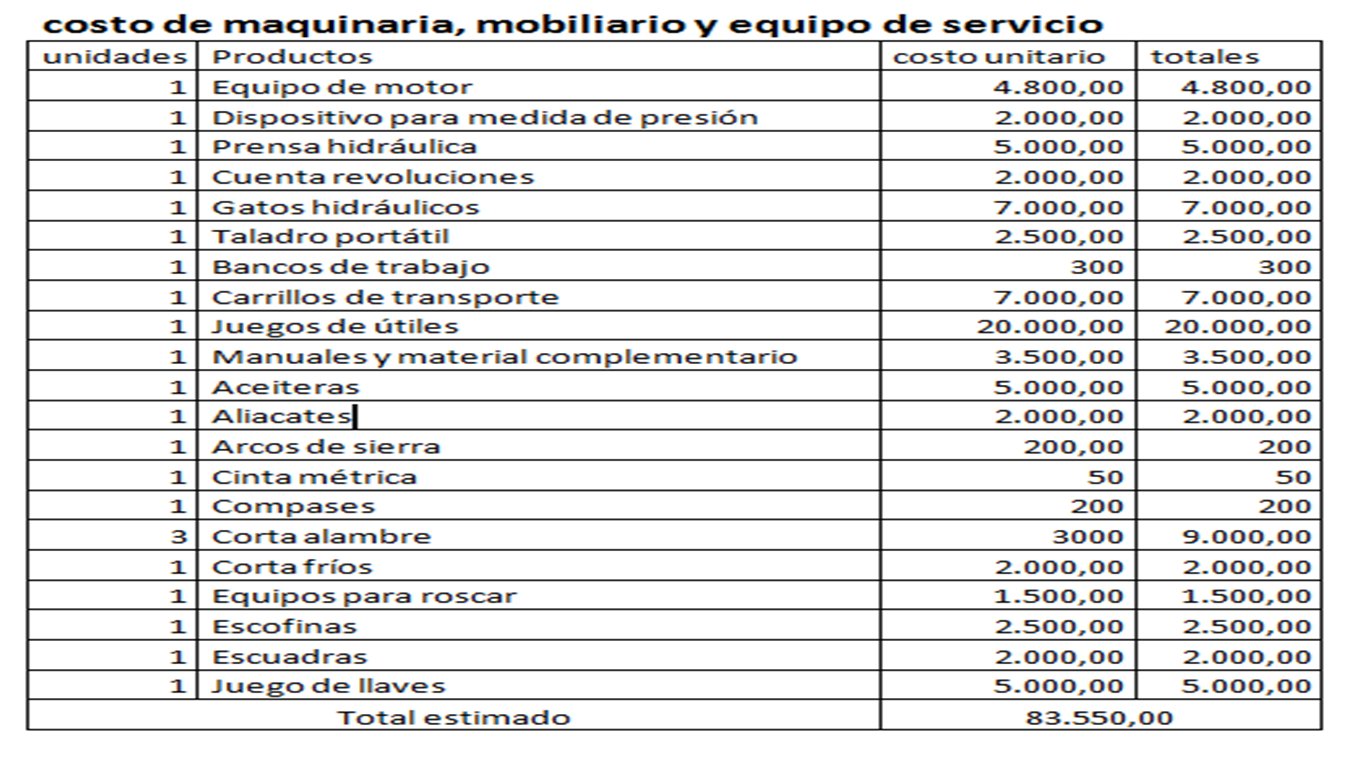 costo de maquinaria, mobiliario y equipo de servicio
unidades Productos costo unitario totales
1 Equipo de motor 4.800,00 4.800,00
1 Dispositivo para medida de presión 2.000,00 2.000,00
1 Prensa hidráulica 5.000,00 5.000,00
1 Cuenta revoluciones 2.000,00 2.000,00
1 Gatos hidráulicos 7.000,00 7.000,00
1 Taladro portátil 2.500,00 2.500,00
1 Bancos de trabajo 300 300
1 Carrillos de transporte 7.000,00 7.000,00
1 Juegos de útiles 20.000,00 20.000,00
1 Manuales y material complementario 3.500,00 3.500,00
1 Aceiteras 5.000,00 5.000,00
1 Aliacates 2.000,00 2.000,00
1 Arcos de sierra 200,00 200
1 Cinta métrica 50 50
1 Compases 200 200
3 Corta alambre 3000 9.000,00
1 Corta fríos 2.000,00 2.000,00
1 Equipos para roscar 1.500,00 1.500,00
1 Escofinas 2.500,00 2.500,00
1 Escuadras 2.000,00 2.000,00
1 Juego de llaves 5.000,00 5.000,00
Total estimado 83.550,00